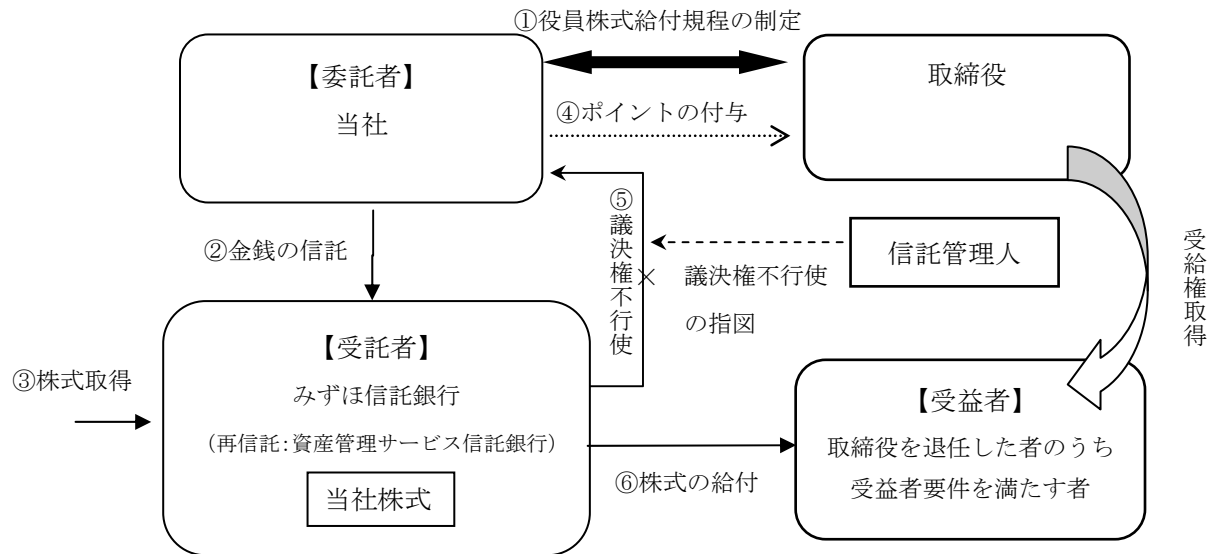 ①役員株式給付規程の制定
【委託者】
当社
取締役
④ポイントの付与
②金銭の信託
⑤議決権不行使
×
議決権不行使
の指図
信託管理人
受給権取得
③株式取得
【受託者】
みずほ信託銀行
（再信託：資産管理サービス信託銀行）
当社株式
⑥株式の給付
【受益者】
取締役を退任した者のうち
受益者要件を満たす者